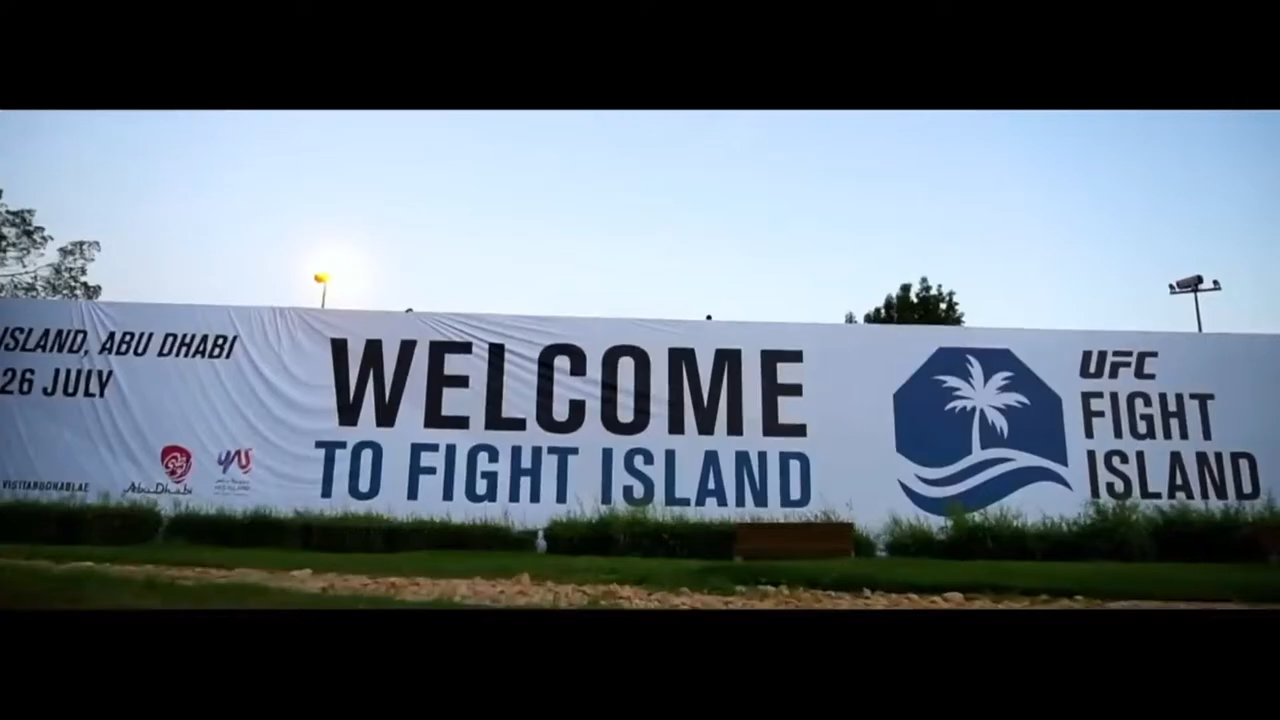 ISLAND, ABU DHABI
26 JULY
VISITABUDHABI.AE
Abu Dhabi
WELCOME
TO FIGHT ISLAND
UFC
FIGHT
ISLAND